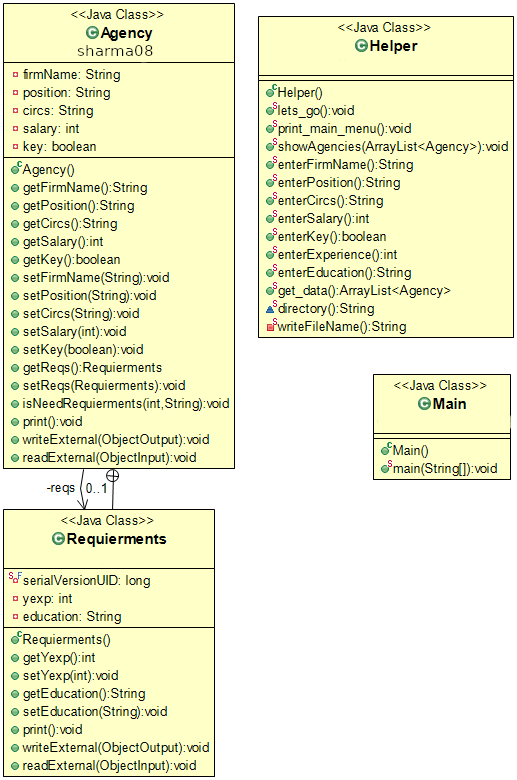 <<Java Class>>
Agency
sharma08
firmName: String
position: String
circs: String
salary: int
key: boolean
Agency()
getFirmName():String
getPosition():String
getCircs():String
getSalary():int
getKey():boolean
setFirmName(String):void
setPosition(String):void
setCircs(String):void
setSalary(int):void
setKey(boolean):void
getReqs():Requierments
setReqs(Requierments):void
isNeedRequierments(int,String):void
print():void
writeExternal(ObjectOutput):void
readExternal(ObjectInput):void
-reqs 0..1
<<Java Class>>
Requierments
serialVersionUID: long
yexp: int
education: String
Requierments()
getYexp():int
setYexp(int):void
getEducation():String
setEducation(String):void
print():void
writeExternal(ObjectOutput):void
readExternal(ObjectInput):void
<<Java Class>>
Helper
Helper()
lets_go():void
print_main_menu():void
showAgencies(ArrayList<Agency>):void
enterFirmName():String
enterPosition():String
enterCircs():String
enterSalary():int
enterKey():boolean
enterExperience():int
enterEducation():String
get_data():ArrayList<Agency>
directory():String
writeFileName():String
<<Java Class>>
Main
Main()
main(String[]):void